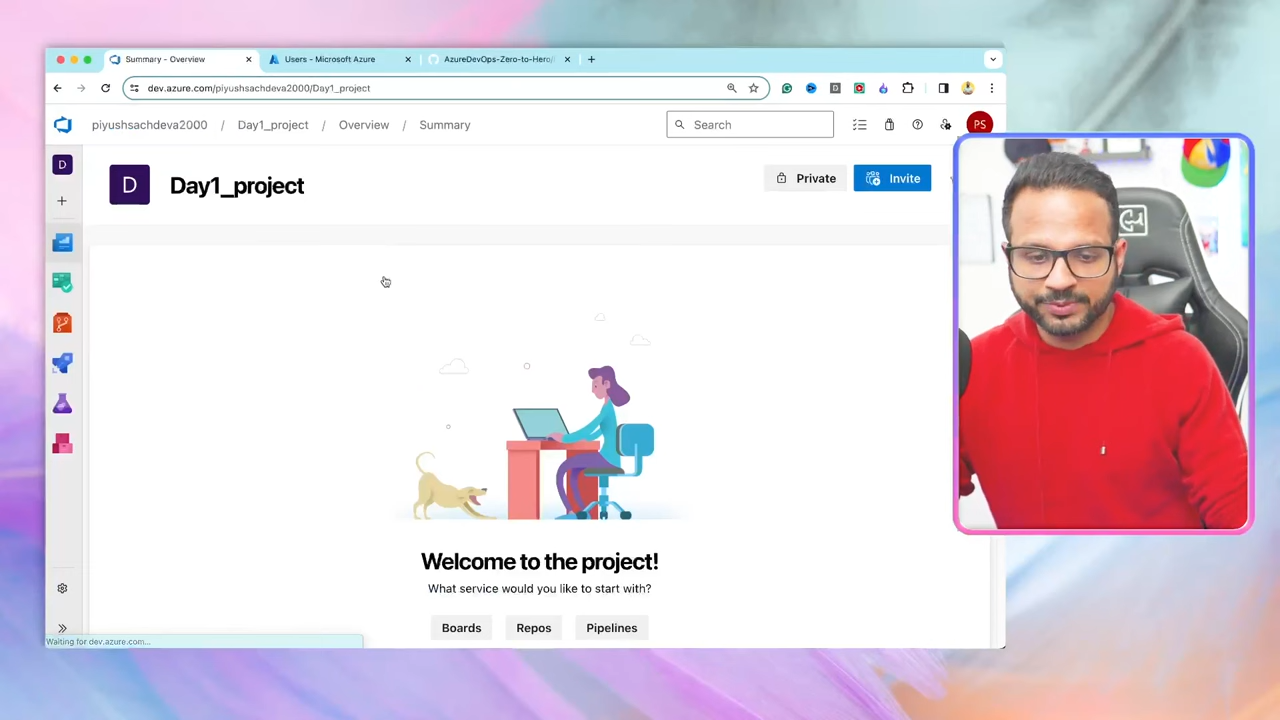 Summary - Overview
Users - Microsoft Azure
AzureDevOps-Zero-to-Hero/
dev.azure.com/piyushsachdeva2000/Day1_project
piyushsachdeva2000 / Day1_project / Overview / Summary
Search
PS
D
D
Day1_project
Private
Invite
Welcome to the project!
What service would you like to start with?
Boards
Repos
Pipelines
Waiting for dev.azure.com...